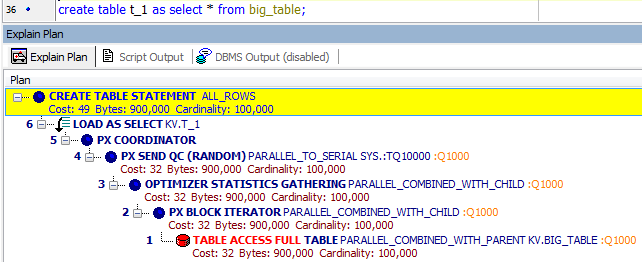 36 create table t_1 as select * from big_table;
Explain Plan
Explain Plan Script Output DBMS Output (disabled)
Plan
CREATE TABLE STATEMENT ALL_ROWS
Cost: 49 Bytes: 900,000 Cardinality: 100,000
6 LOAD AS SELECT KV.T_1
5 PX COORDINATOR
4 PX SEND QC (RANDOM) PARALLEL_TO_SERIAL SYS.:TQ10000 :Q1000
Cost: 32 Bytes: 900,000 Cardinality: 100,000
3 OPTIMIZER STATISTICS GATHERING PARALLEL_COMBINED_WITH_CHILD :Q1000
Cost: 32 Bytes: 900,000 Cardinality: 100,000
2 PX BLOCK ITERATOR PARALLEL_COMBINED_WITH_CHILD :Q1000
Cost: 32 Bytes: 900,000 Cardinality: 100,000
1 TABLE ACCESS FULL TABLE PARALLEL_COMBINED_WITH_PARENT KV.BIG_TABLE :Q1000
Cost: 32 Bytes: 900,000 Cardinality: 100,000